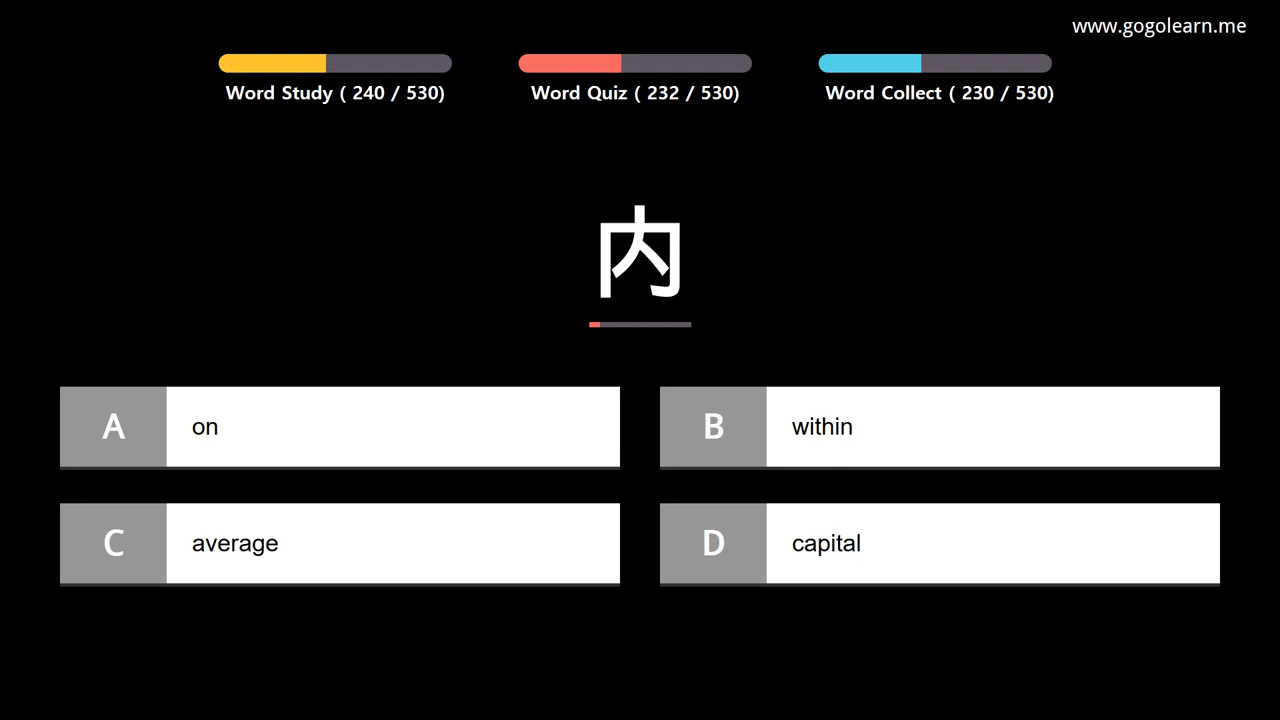 www.gogolearn.me
Word Study ( 240 / 530)
Word Quiz ( 232 / 530)
Word Collect ( 230 / 530)
内
A on
B within
C average
D capital